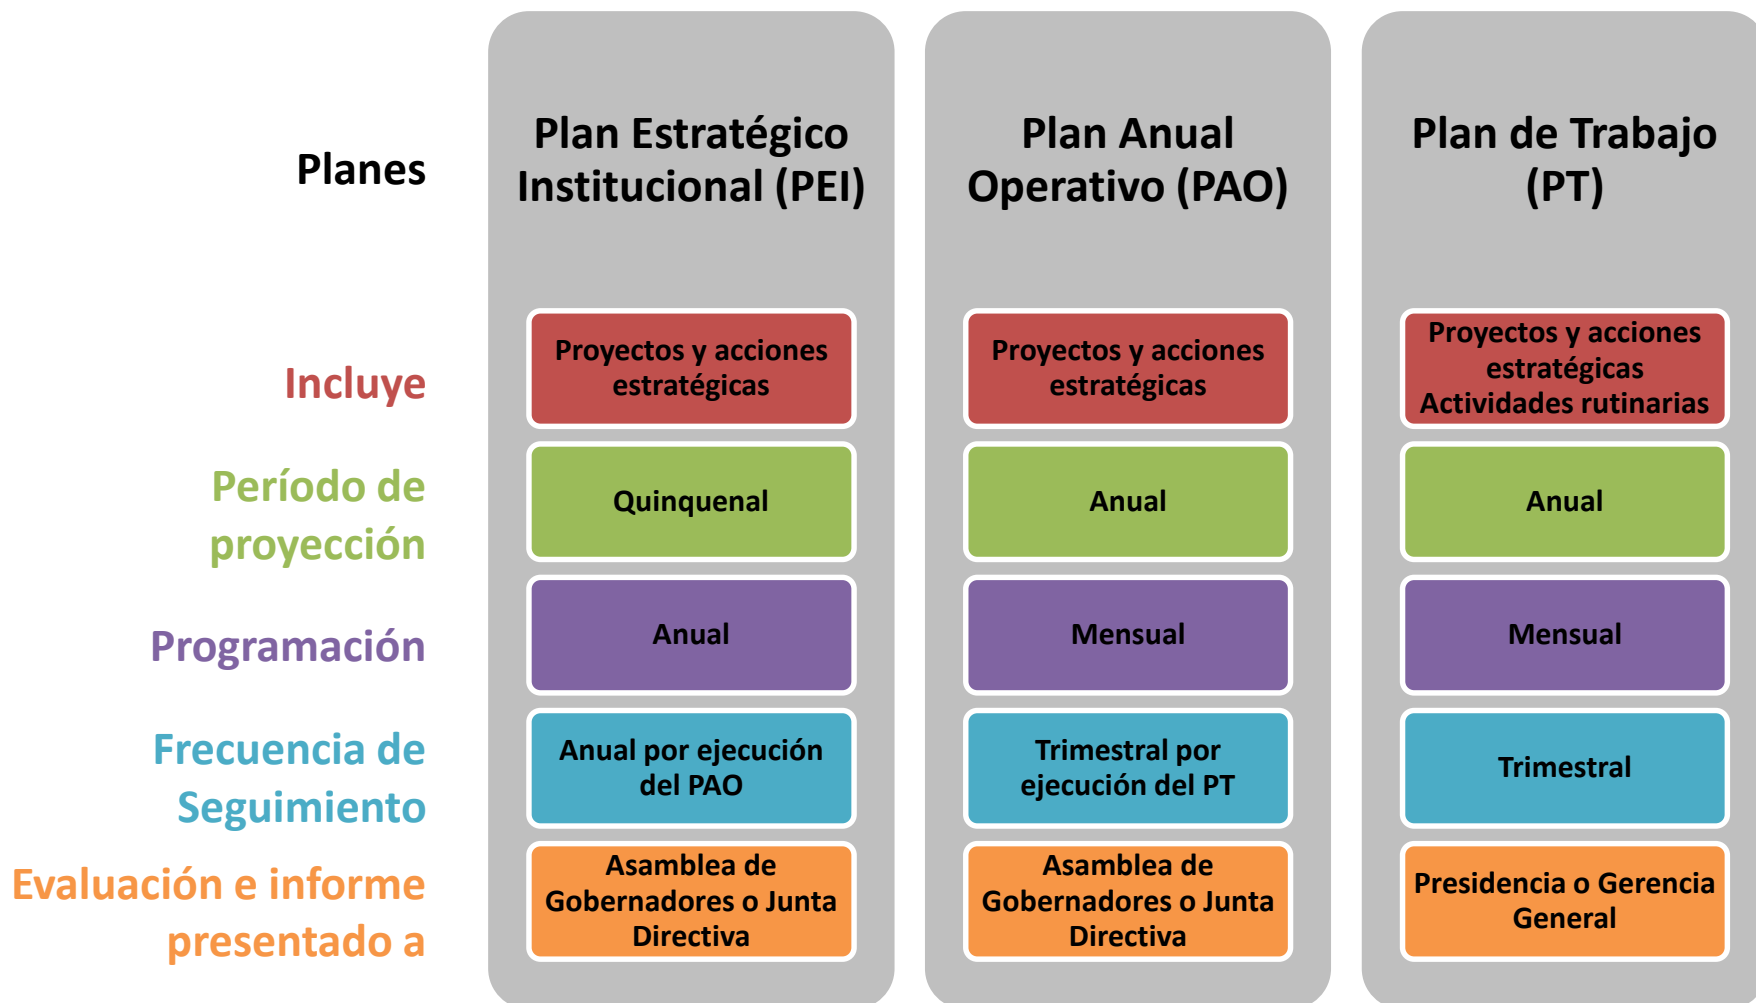 Planes
Plan Estratégico
Institucional (PEI)
Plan Anual
Operativo (PAO)
Plan de Trabajo
(PT)
Incluye
Proyectos y acciones
estratégicas
Proyectos y acciones
estratégicas
Proyectos y acciones
estratégicas
Actividades rutinarias
Período de
proyección
Quinquenal
Anual
Anual
Programación
Anual
Mensual
Mensual
Frecuencia de
Seguimiento
Anual por ejecución
del PAO
Trimestral por
ejecución del PT
Trimestral
Evaluación e informe
presentado a
Asamblea de
Gobernadores o Junta
Directiva
Asamblea de
Gobernadores o Junta
Directiva
Presidencia o Gerencia
General